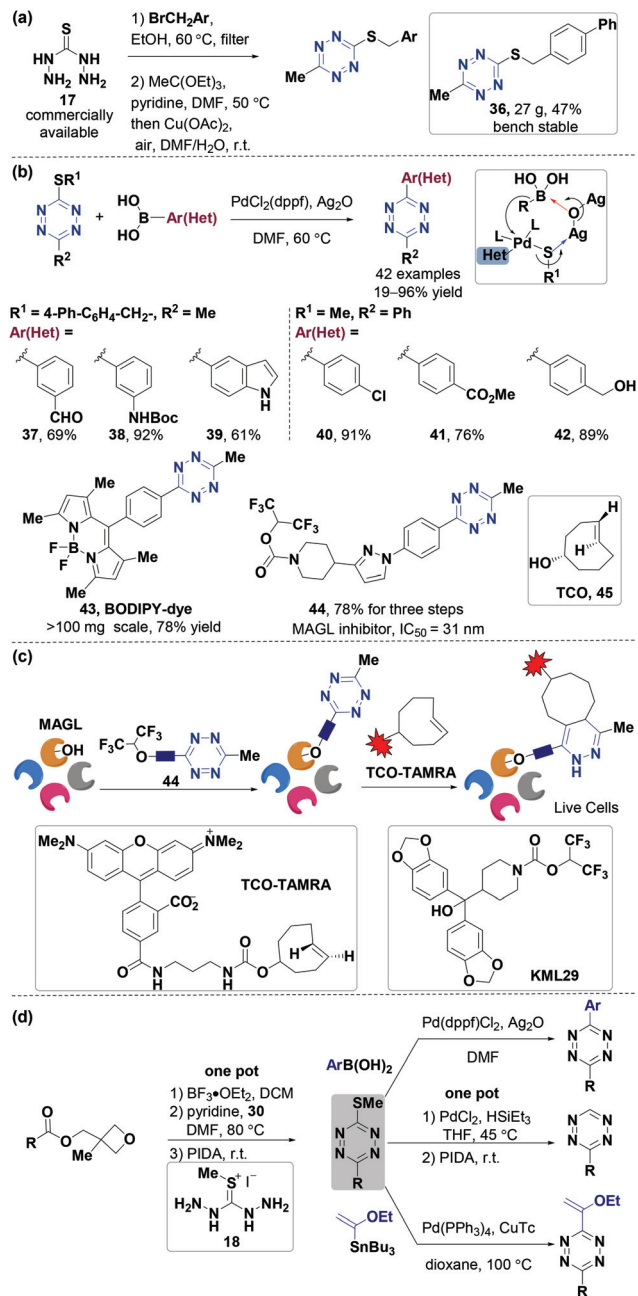 (a)
S
HN NH
NH2 NH2
17
commercially
available
1) BrCH2Ar,
EtOH, 60 °C, filter
2) MeC(OEt)3,
pyridine, DMF, 50 °C
then Cu(OAc)2,
air, DMF/H2O, r.t.
N N S Ar
Me N N
N N S Ph
Me N N
36, 27 g, 47%
bench stable
(b)
SR1
N N
N N
R2
+
HO
B Ar(Het)
HO
PdCl2(dppf), Ag2O
DMF, 60 °C
Ar(Het)
N N
N N
R2
42 examples
19–96% yield
HO OH
B Ag
R O
L L Ag
Pd S
Het R1
R1 = 4-Ph-C6H4-CH2-, R2 = Me
Ar(Het) =
R1 = Me, R2 = Ph
Ar(Het) =
CHO
37, 69%
NHBoc
38, 92%
N
H
39, 61%
Cl
40, 91%
CO2Me
41, 76%
OH
42, 89%
Me Me
N N
N N
Me
N
F B
F N
Me
Me
43, BODIPY-dye
>100 mg scale, 78% yield
F3C CF3
O
O N
N N
N N
N N
Me
44, 78% for three steps
MAGL inhibitor, IC50 = 31 nm
H
H
HO
TCO, 45
(c)
MAGL
OH
F3C CF3
O
N N
N N
Me
44
Me
N N
N N
O
TCO-TAMRA
O
Me
N
N
H
Live Cells
Me2N O NMe2
+
CO2-
O N
H
N
H
O
O
H
H
TCO-TAMRA
O
O
O
N O CF3
CF3
HO
O
O
KML29
(d)
O
R O
Me O
one pot
1) BF3•OEt2, DCM
2) pyridine, 30
DMF, 80 °C
3) PIDA, r.t.
Me S+ I−
H2N N N NH2
H H
18
ArB(OH)2
SMe
N N
N N
R
OEt
SnBu3
Pd(dppf)Cl2, Ag2O
DMF
Ar
N N
N N
R
one pot
1) PdCl2, HSiEt3
THF, 45 °C
2) PIDA, r.t.
N N
N N
R
Pd(PPh3)4, CuTc
dioxane, 100 °C
OEt
N N
N N
R